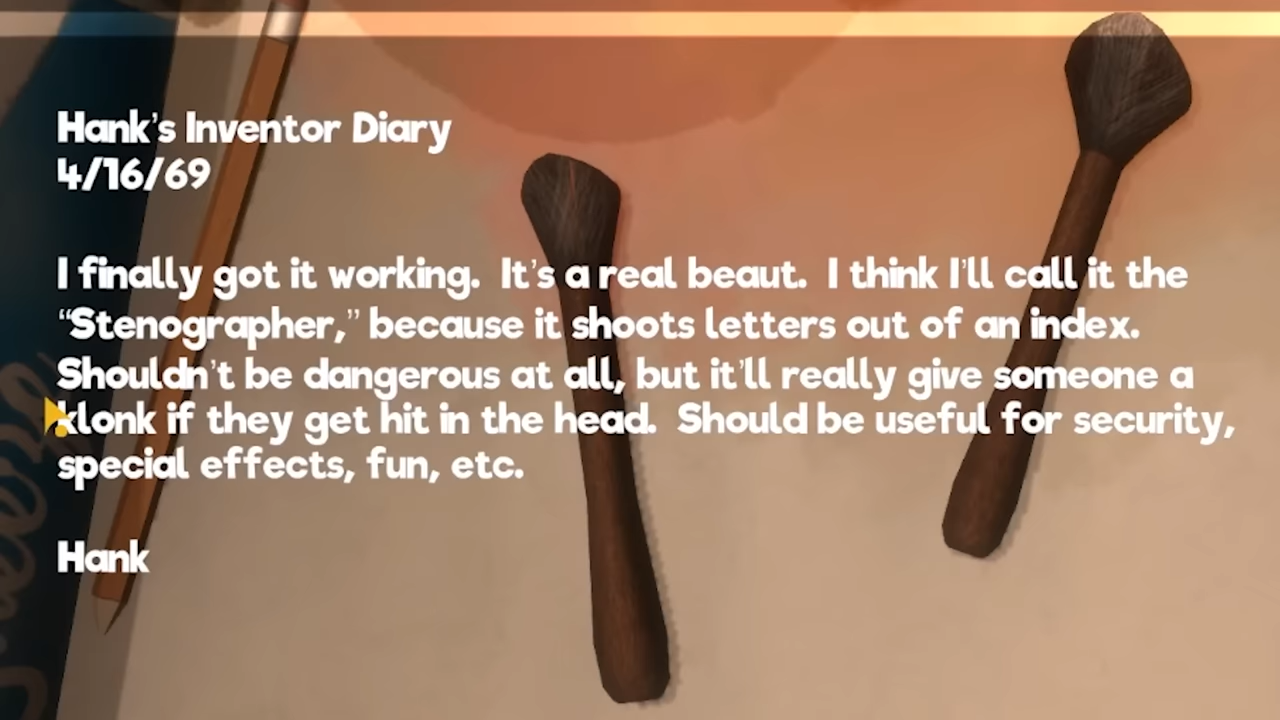 Hank's Inventor Diary
4/16/69
I finally got it working.  It's a real beaut.  I think I'll call it the
“Stenographer,” because it shoots letters out of an index.
Shouldn't be dangerous at all, but it'll really give someone a
klonk if they get hit in the head.  Should be useful for security,
special effects, fun, etc.
Hank